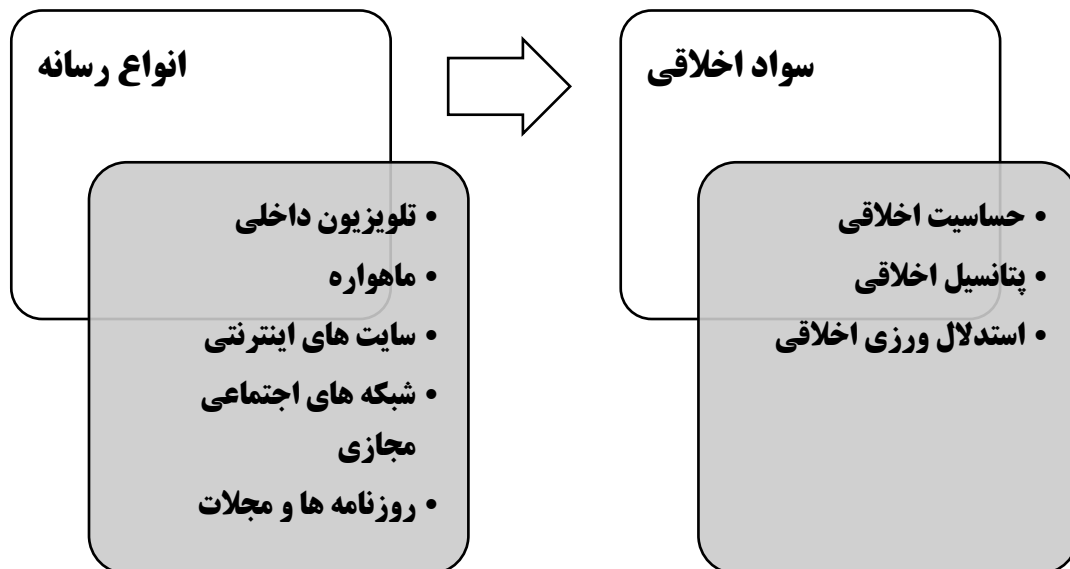 انواع رسانه
• تلویزیون داخلی
• ماهواره
• سایت های اینترنتی
• شبکه های اجتماعی
مجازی
• روزنامه ها و مجلات
سواد اخلاقی
• حساسیت اخلاقی
• پتانسیل اخلاقی
• استدلال ورزی اخلاقی